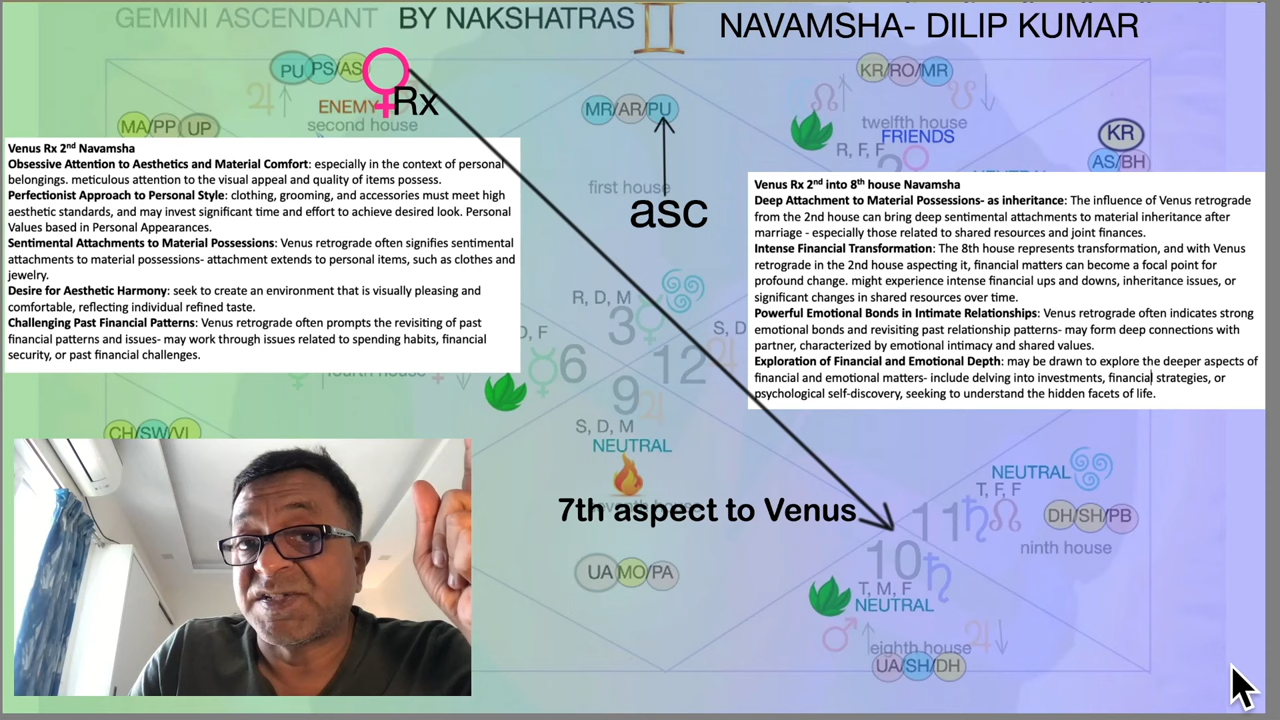 GEMINI ASCENDANT BY NAKSHATRAS
NAVAMSHA- DILIP KUMAR
PU PS/AS
Rx
ENEMY
second house
MA/PP UP
MR/AR/PU
first house
asc
KR/RO/MR
twelfth house
FRIENDS
R, F, F
2
KR
AS/BH
Venus Rx 2nd Navamsha
Obsessive Attention to Aesthetics and Material Comfort: especially in the context of personal
belongings. meticulous attention to the visual appeal and quality of items possess.
Perfectionist Approach to Personal Style: clothing, grooming, and accessories must meet high
aesthetic standards, and may invest significant time and effort to achieve desired look. Personal
Values based in Personal Appearances.
Sentimental Attachments to Material Possessions: Venus retrograde often signifies sentimental
attachments to material possessions- attachment extends to personal items, such as clothes and
jewelry.
Desire for Aesthetic Harmony: seek to create an environment that is visually pleasing and
comfortable, reflecting individual refined taste.
Challenging Past Financial Patterns: Venus retrograde often prompts the revisiting of past
financial patterns and issues- may work through issues related to spending habits, financial
security, or past financial challenges.
Venus Rx 2nd into 8th house Navamsha
Deep Attachment to Material Possessions- as inheritance: The influence of Venus retrograde
from the 2nd house can bring deep sentimental attachments to material inheritance after
marriage - especially those related to shared resources and joint finances.
Intense Financial Transformation: The 8th house represents transformation, and with Venus
retrograde in the 2nd house aspecting it, financial matters can become a focal point for
profound change. might experience intense financial ups and downs, inheritance issues, or
significant changes in shared resources over time.
Powerful Emotional Bonds in Intimate Relationships: Venus retrograde often indicates strong
emotional bonds and revisiting past relationship patterns- may form deep connections with
partner, characterized by emotional intimacy and shared values.
Exploration of Financial and Emotional Depth: may be drawn to explore the deeper aspects of
financial and emotional matters- include delving into investments, financial strategies, or
psychological self-discovery, seeking to understand the hidden facets of life.
R, D, M
3
D, F
6
12
S, D
9
S, D, M
NEUTRAL
CH/SW/VI
7th aspect to Venus
UA MO/PA
NEUTRAL
T, F, F
11
DH/SH/PB
ninth house
10
T, M, F
NEUTRAL
eighth house
UA/SH/DH